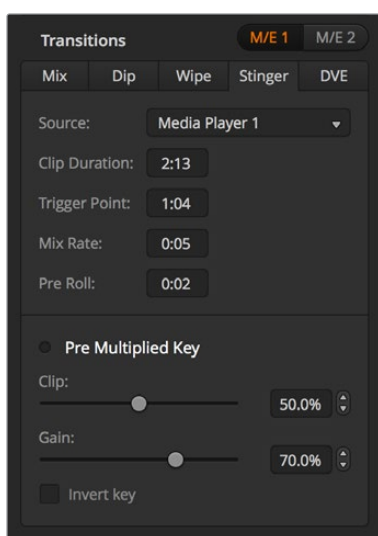 Transitions M/E 1 M/E 2
Mix Dip Wipe Stinger DVE
Source: Media Player 1
Clip Duration: 2:13
Trigger Point: 1:04
Mix Rate: 0:05
Pre Roll: 0:02
Pre Multiplied Key
Clip:
50.0%
Gain:
70.0%
Invert key